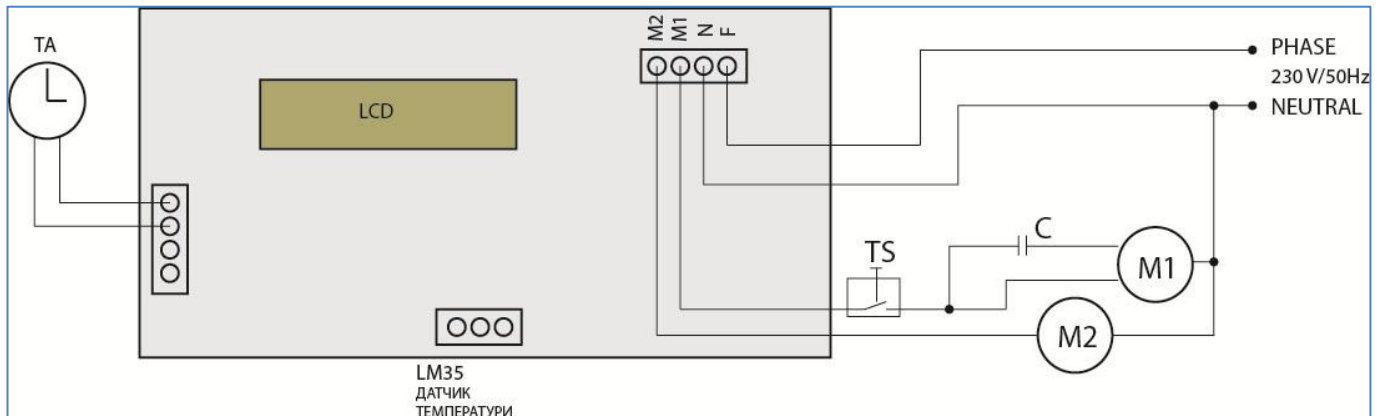 TA
LCD
M2
M1
N
F
PHASE
230 V/50Hz
NEUTRAL
C
TS
M1
M2
LM35
ДАТЧИК
ТЕМПЕРАТУРИ